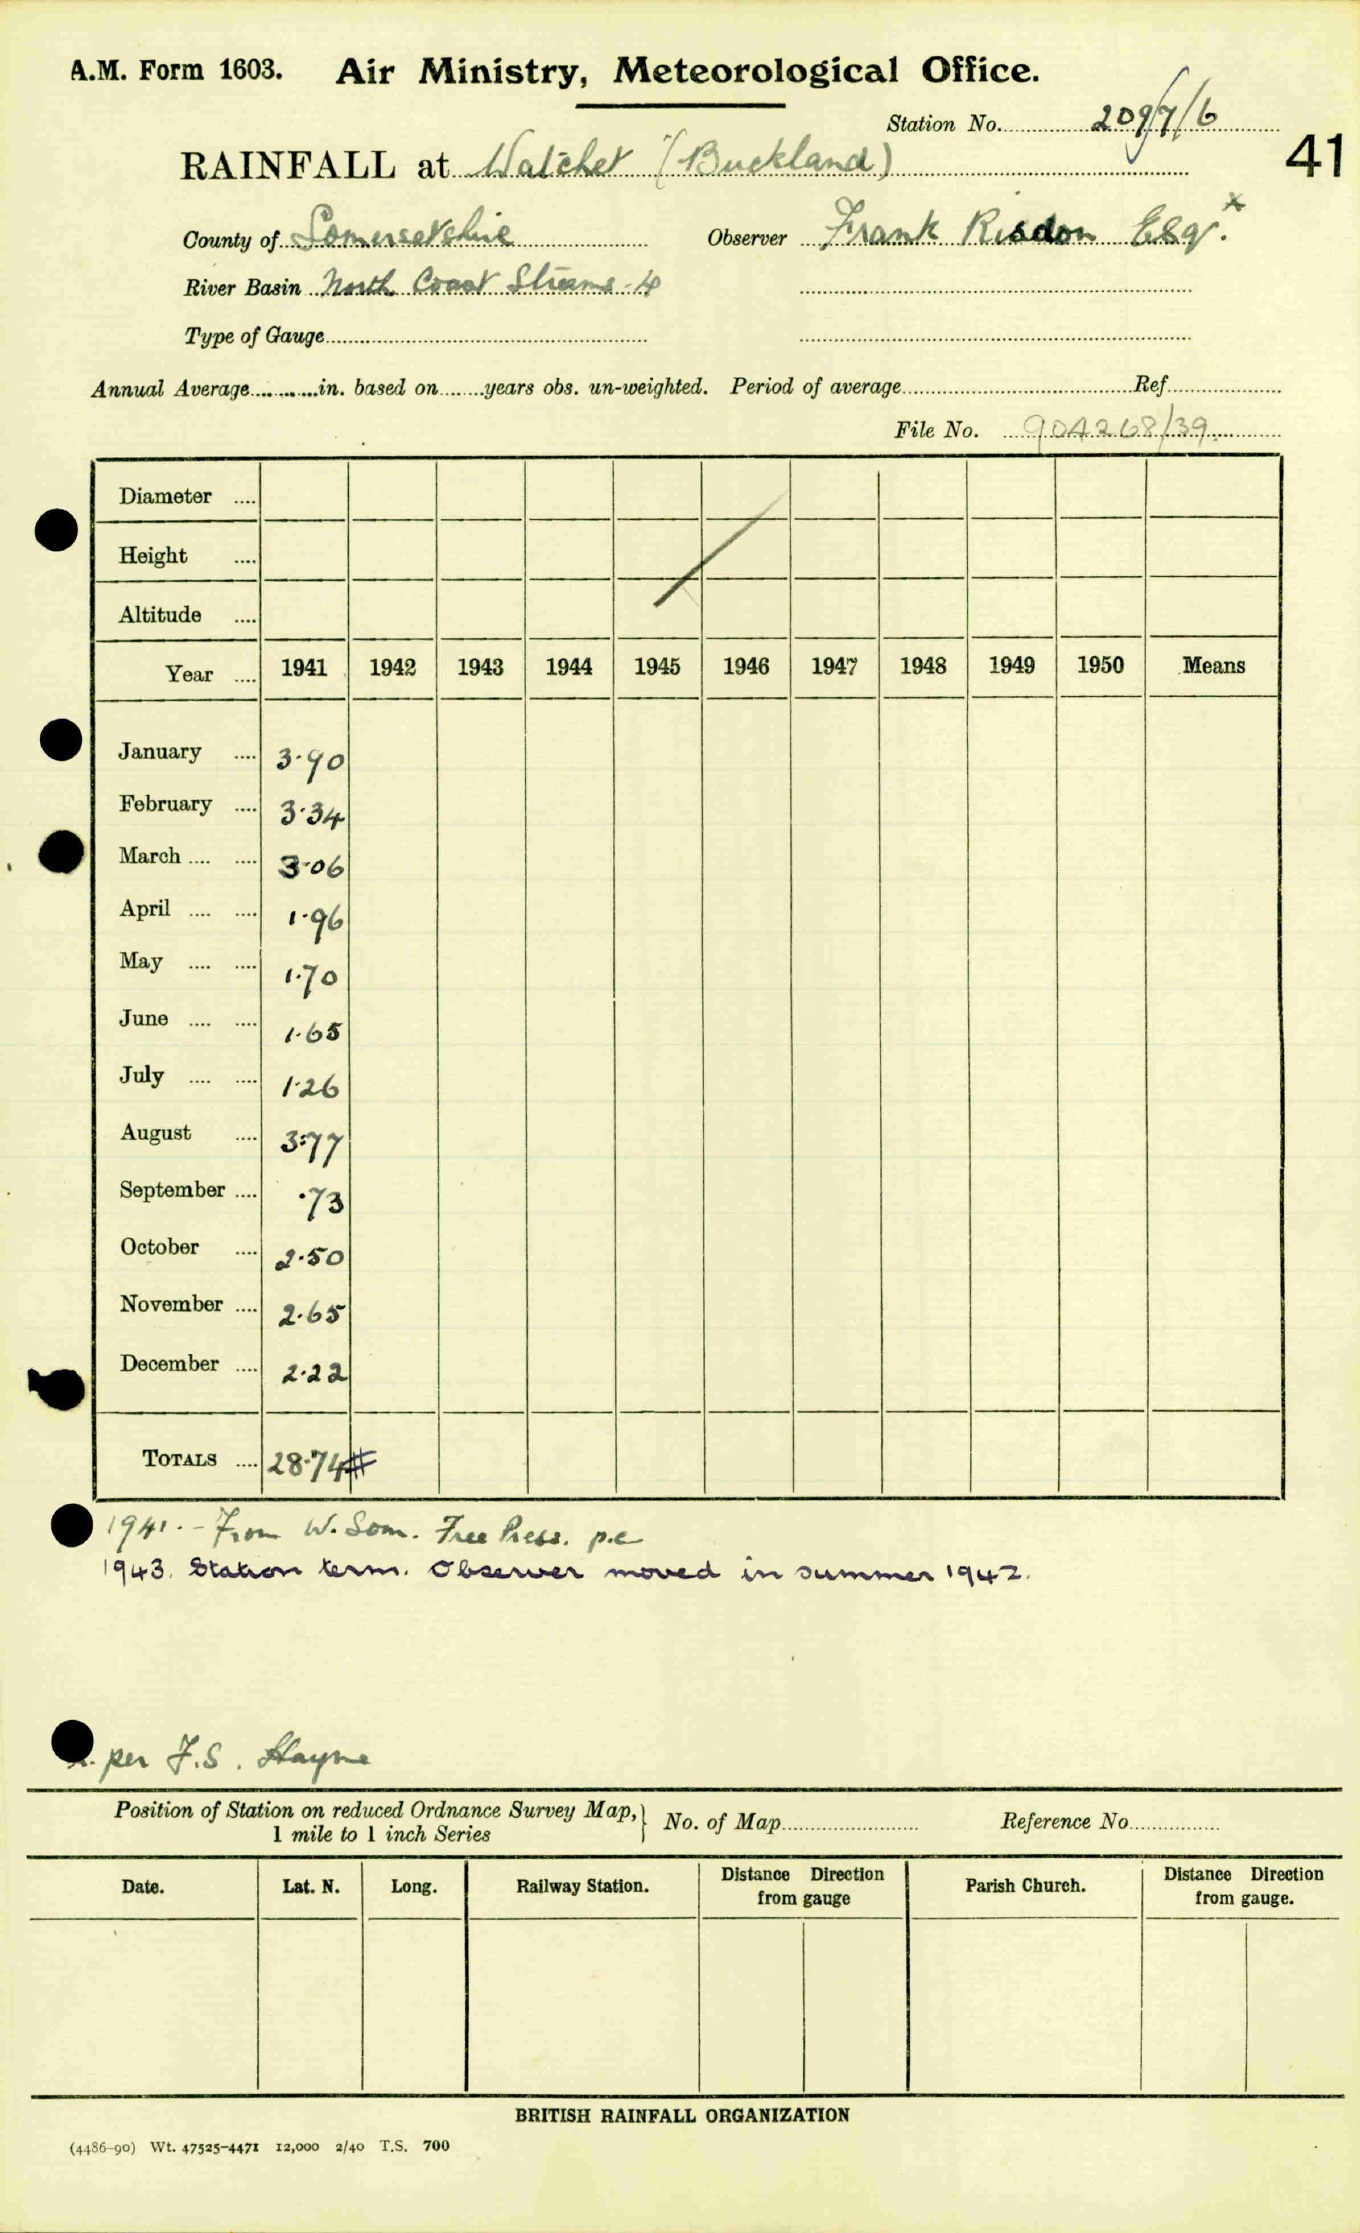 A.M. Form 1603. Air Ministry, Meteorological Office.
Station No. 209/7/6
41
RAINFALL at Watchet (Buckland)
County of Somersetshire Observer Frank Risdon Esq. x
River Basin North Coast Streams - 4
Type of Gauge
Annual Average in. based on years obs. un-weighted. Period of average Ref
File No. 904268/39
Diameter
Height
Altitude
Year 1941 1942 1943 1944 1945 1946 1947 1948 1949 1950 Means
January 3.90
February 3.34
March 3.06
April 1.96
May 1.70
June 1.65
July 1.26
August 3.77
September .73
October 2.50
November 2.65
December 2.22
TOTALS 28.74 #
1941. - From W. Som. Free Press. p.c
1943. Station term. Observer moved in summer 1942.
per F.S. Hayne
Position of Station on reduced Ordnance Survey Map, 1 mile to 1 inch Series No. of Map Reference No.
Date. Lat. N. Long. Railway Station. Distance Direction from gauge Parish Church. Distance Direction from gauge.
BRITISH RAINFALL ORGANIZATION
(4486-90) Wt. 47525-4471 12,000 2/40 T.S. 700